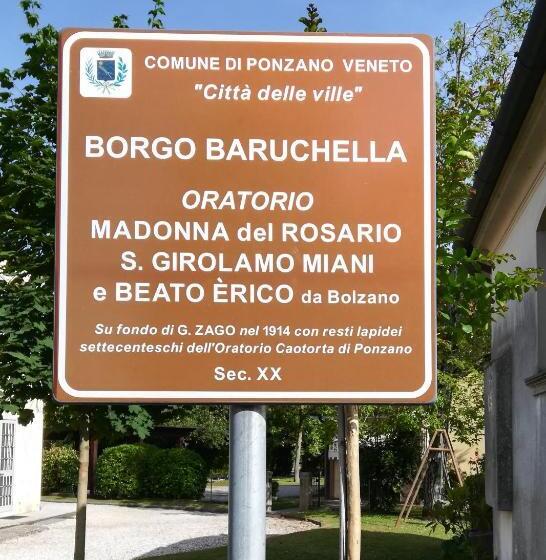 COMUNE DI PONZANO VENETO
"Città delle ville"
BORGO BARUCHELLA
ORATORIO
MADONNA del ROSARIO
S. GIROLAMO MIANI
e BEATO ÈRICO da Bolzano
Su fondo di G. ZAGO nel 1914 con resti lapidei
settecenteschi dell'Oratorio Caotorta di Ponzano
Sec. XX